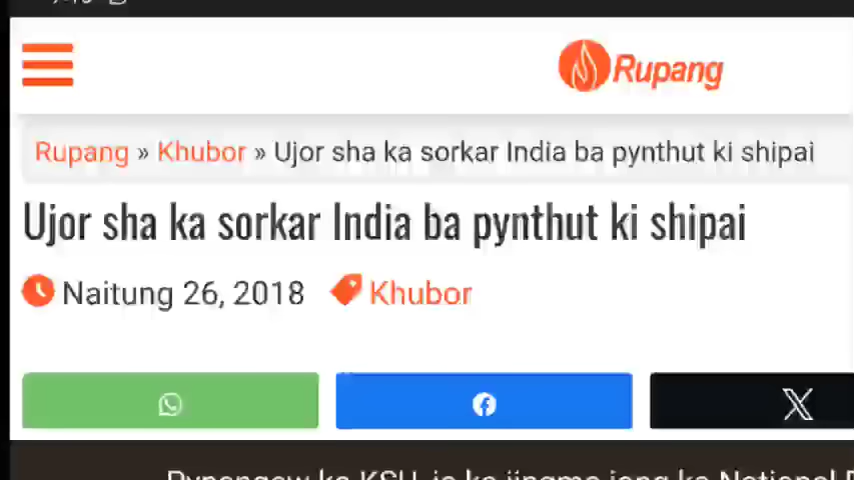 Rupang
Rupang » Khubor » Ujor sha ka sorkar India ba pynthut ki shipai
Ujor sha ka sorkar India ba pynthut ki shipai
Naitung 26, 2018 Khubor